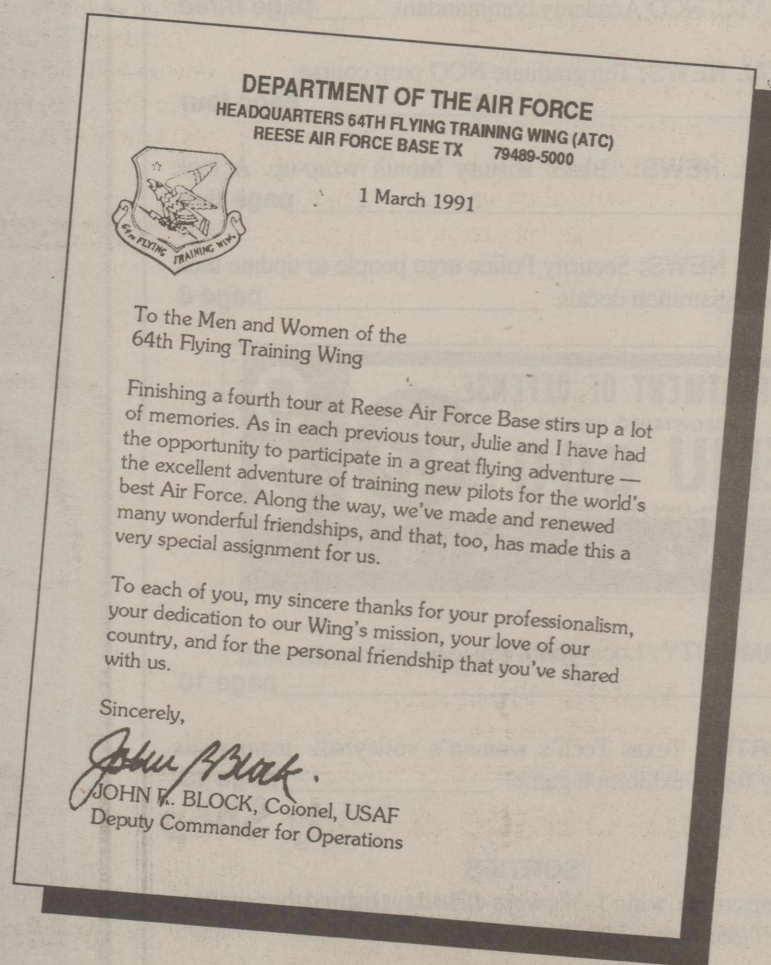 DEPARTMENT OF THE AIR FORCE
HEADQUARTERS 64TH FLYING TRAINING WING (ATC)
REESE AIR FORCE BASE TX 79489-5000
1 March 1991
64TH FLYING TRAINING WING
To the Men and Women of the
64th Flying Training Wing
Finishing a fourth tour at Reese Air Force Base stirs up a lot
of memories. As in each previous tour, Julie and I have had
the opportunity to participate in a great flying adventure —
the excellent adventure of training new pilots for the world's
best Air Force. Along the way, we've made and renewed
many wonderful friendships, and that, too, has made this a
very special assignment for us.
To each of you, my sincere thanks for your professionalism,
your dedication to our Wing's mission, your love of our
country, and for the personal friendship that you've shared
with us.
Sincerely,
John R Block.
JOHN R. BLOCK, Colonel, USAF
Deputy Commander for Operations